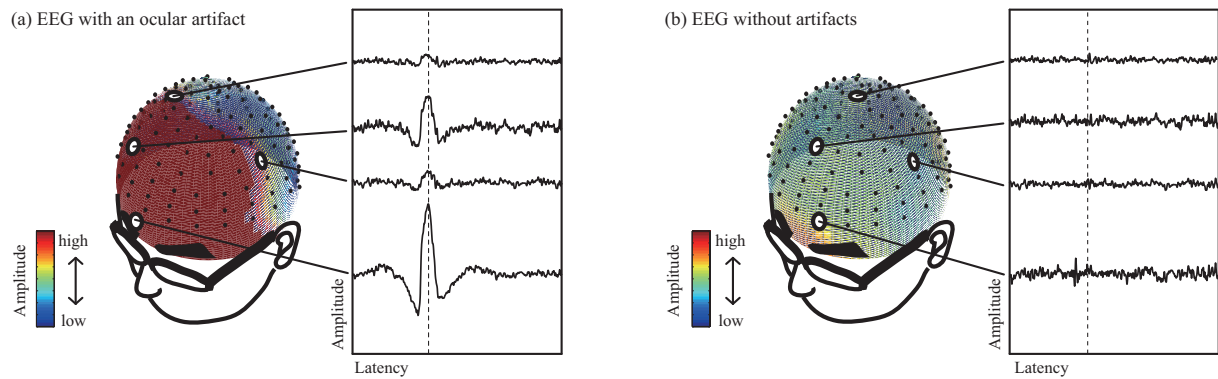 (a) EEG with an ocular artifact
Amplitude
high
low
Amplitude
Latency
(b) EEG without artifacts
Amplitude
high
low
Amplitude
Latency